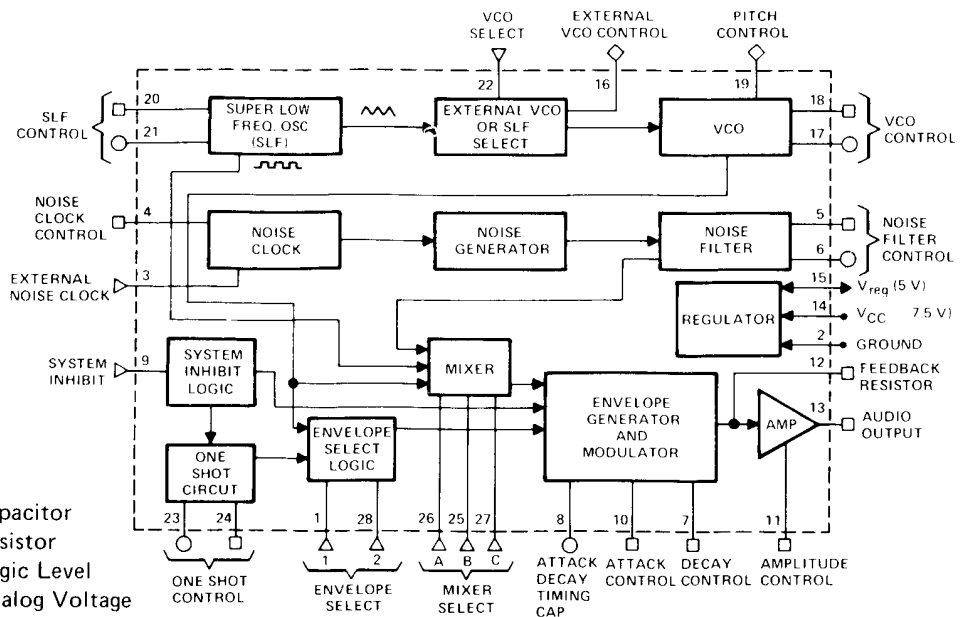 VCO
SELECT
EXTERNAL
VCO CONTROL
PITCH
CONTROL
22
16
19
SLF
CONTROL
20
21
SUPER LOW
FREQ. OSC
(SLF)
EXTERNAL VCO
OR SLF
SELECT
VCO
18
17
VCO
CONTROL
NOISE
CLOCK
CONTROL
4
NOISE
CLOCK
NOISE
GENERATOR
NOISE
FILTER
5
6
NOISE
FILTER
CONTROL
EXTERNAL
NOISE CLOCK
3
REGULATOR
15
Vreg (5 V)
14
VCC 7.5 V)
2
GROUND
SYSTEM
INHIBIT
9
SYSTEM
INHIBIT
LOGIC
MIXER
12
FEEDBACK
RESISTOR
ENVELOPE
SELECT
LOGIC
ENVELOPE
GENERATOR
AND
MODULATOR
AMP
13
AUDIO
OUTPUT
ONE
SHOT
CIRCUT
23
24
1
28
26
25
27
8
10
7
11
1
2
A
B
C
pacitor
sistor
gic Level
alog Voltage
ONE SHOT
CONTROL
ENVELOPE
SELECT
MIXER
SELECT
ATTACK
DECAY
TIMING
CAP
ATTACK
CONTROL
DECAY
CONTROL
AMPLITUDE
CONTROL